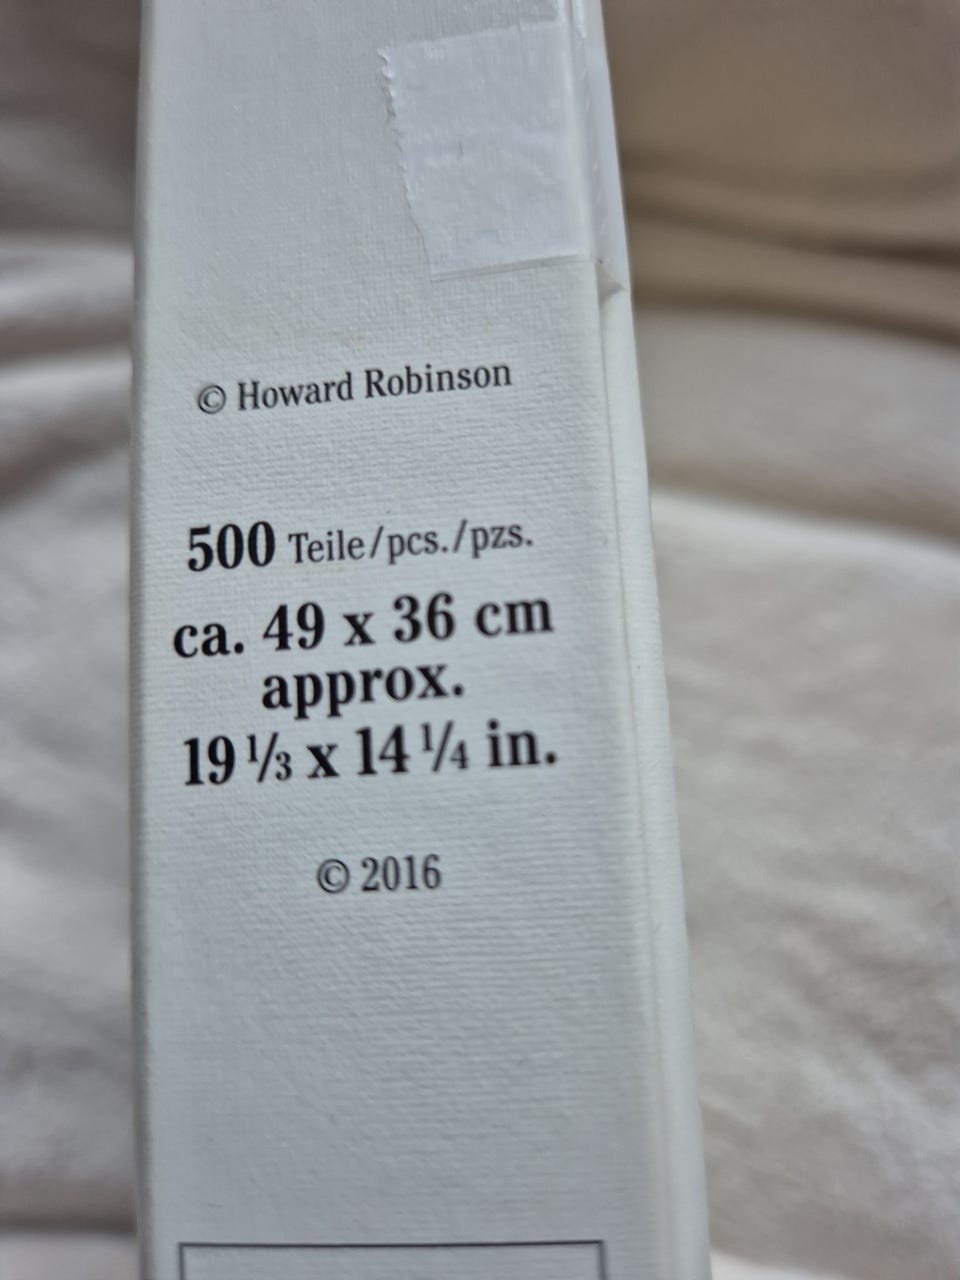 © Howard Robinson
500 Teile/pcs./pzs.
ca. 49 x 36 cm
approx.
19 1/3 x 14 1/4 in.
© 2016